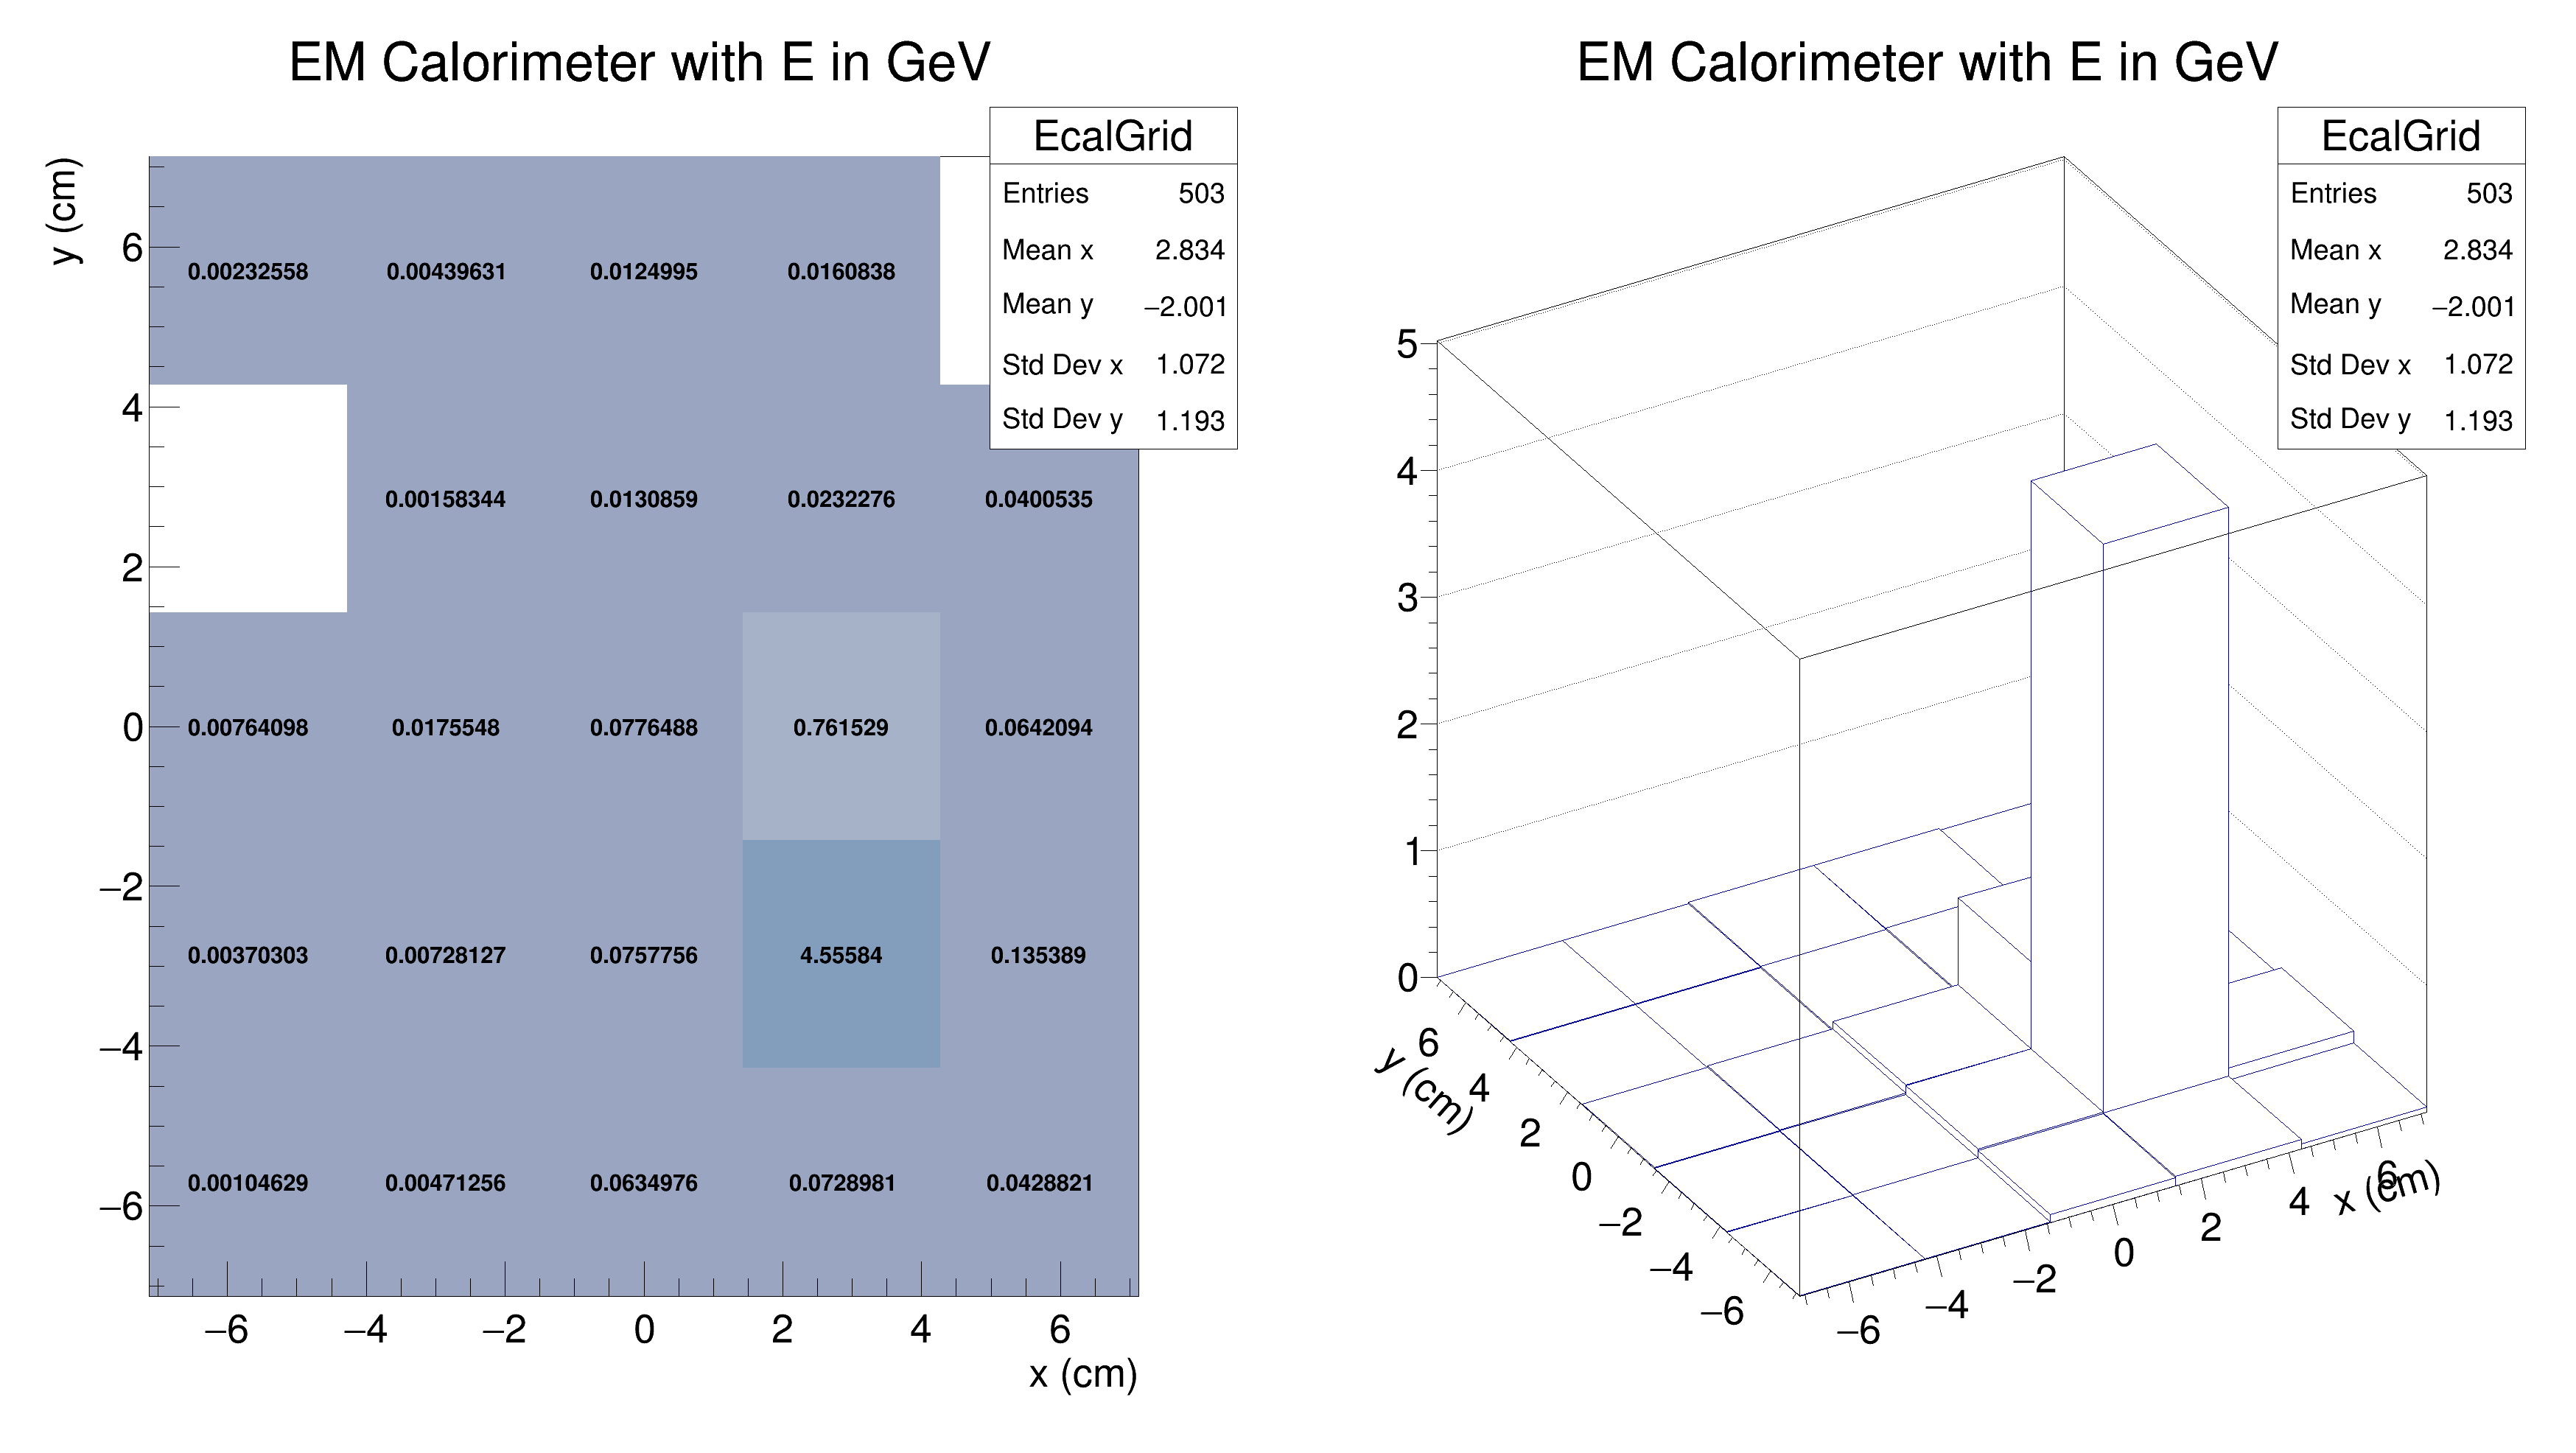 EM Calorimeter with E in GeV
EcalGrid
Entries 503
Mean x 2.834
Mean y −2.001
Std Dev x 1.072
Std Dev y 1.193
y (cm)
6
4
2
0
−2
−4
−6
0.00232558 0.00439631 0.0124995 0.0160838
0.00158344 0.0130859 0.0232276 0.0400535
0.00764098 0.0175548 0.0776488 0.761529 0.0642094
0.00370303 0.00728127 0.0757756 4.55584 0.135389
0.00104629 0.00471256 0.0634976 0.0728981 0.0428821
−6 −4 −2 0 2 4 6
x (cm)
EM Calorimeter with E in GeV
EcalGrid
Entries 503
Mean x 2.834
Mean y −2.001
Std Dev x 1.072
Std Dev y 1.193
5
4
3
2
1
0
6
4
2
0
−2
−4
−6
y (cm)
−6
−4
−2
0
2
4
6
x (cm)